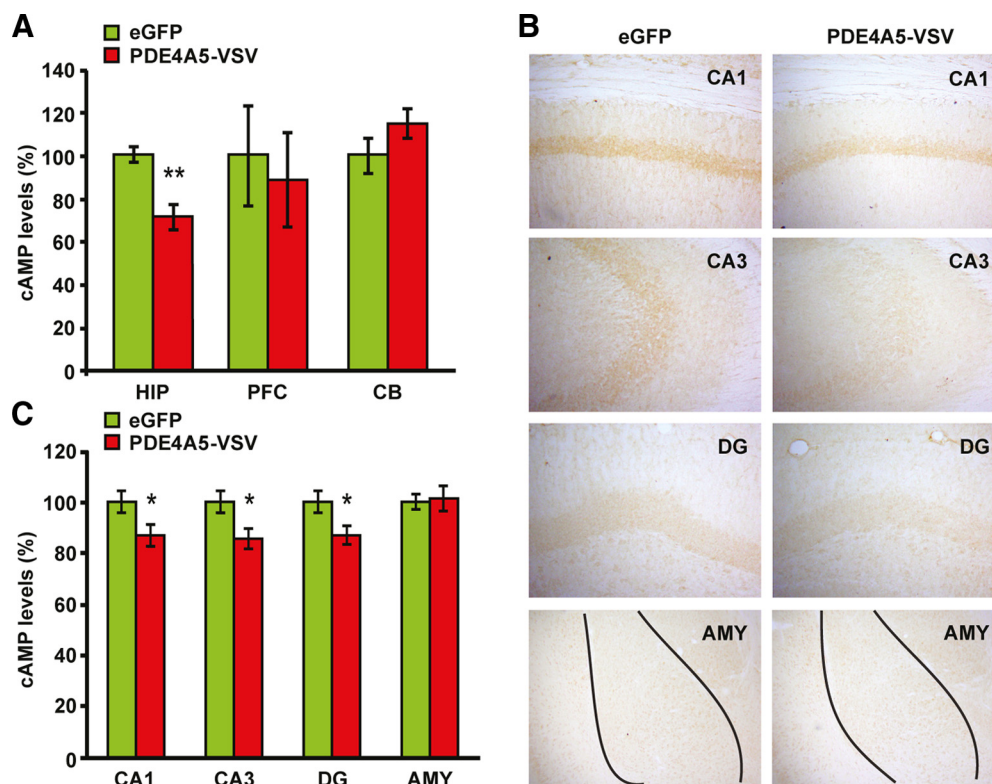 A
eGFP
PDE4A5-VSV
cAMP levels (%)
140
120
100
80
60
40
20
0
**
HIP PFC CB
B
eGFP PDE4A5-VSV
CA1 CA1
CA3 CA3
DG DG
AMY AMY
C
eGFP
PDE4A5-VSV
cAMP levels (%)
120
100
80
60
40
20
0
* * *
CA1 CA3 DG AMY